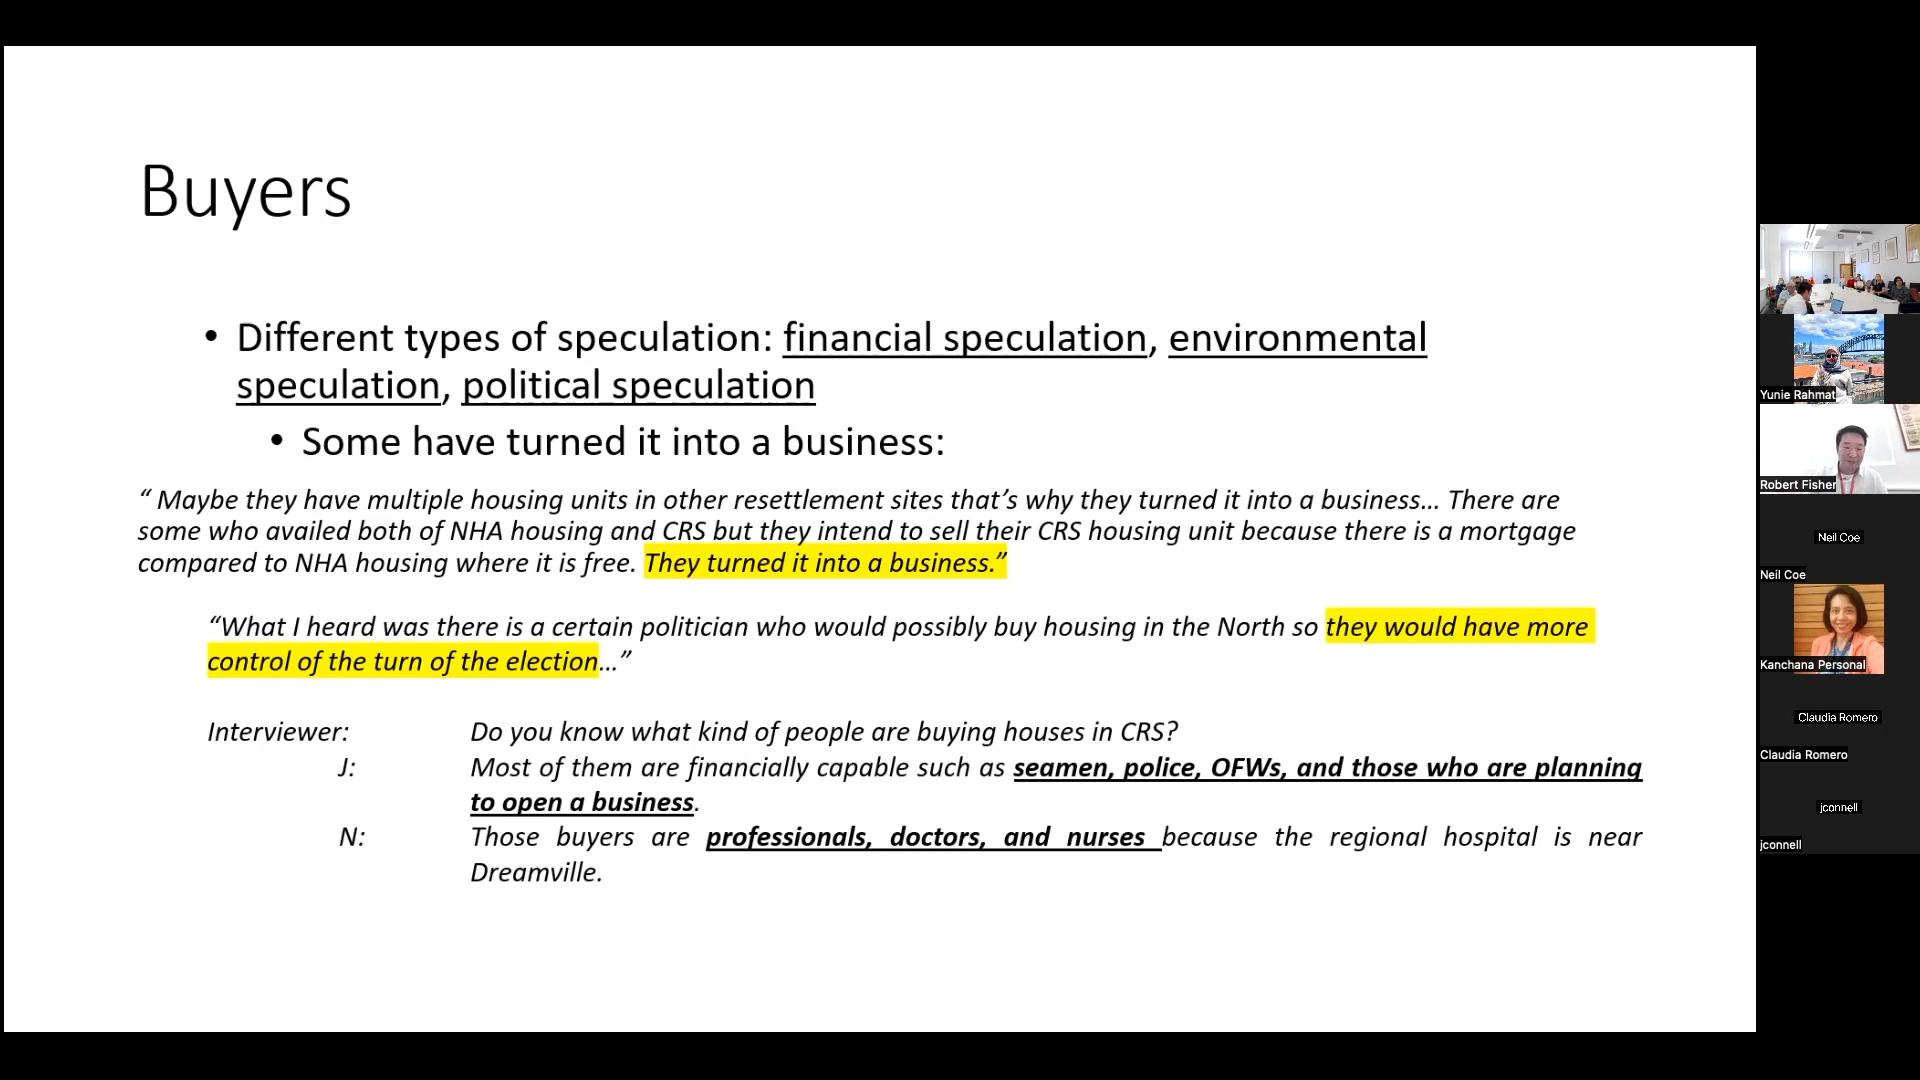 Buyers
• Different types of speculation: financial speculation, environmental
speculation, political speculation
• Some have turned it into a business:
“ Maybe they have multiple housing units in other resettlement sites that’s why they turned it into a business… There are
some who availed both of NHA housing and CRS but they intend to sell their CRS housing unit because there is a mortgage
compared to NHA housing where it is free. They turned it into a business.”
“What I heard was there is a certain politician who would possibly buy housing in the North so they would have more
control of the turn of the election…”
Interviewer: Do you know what kind of people are buying houses in CRS?
J: Most of them are financially capable such as seamen, police, OFWs, and those who are planning
to open a business.
N: Those buyers are professionals, doctors, and nurses because the regional hospital is near
Dreamville.
Yunie Rahmat
Robert Fisher
Neil Coe
Neil Coe
Kanchana Personal
Claudia Romero
Claudia Romero
jconnell
jconnell